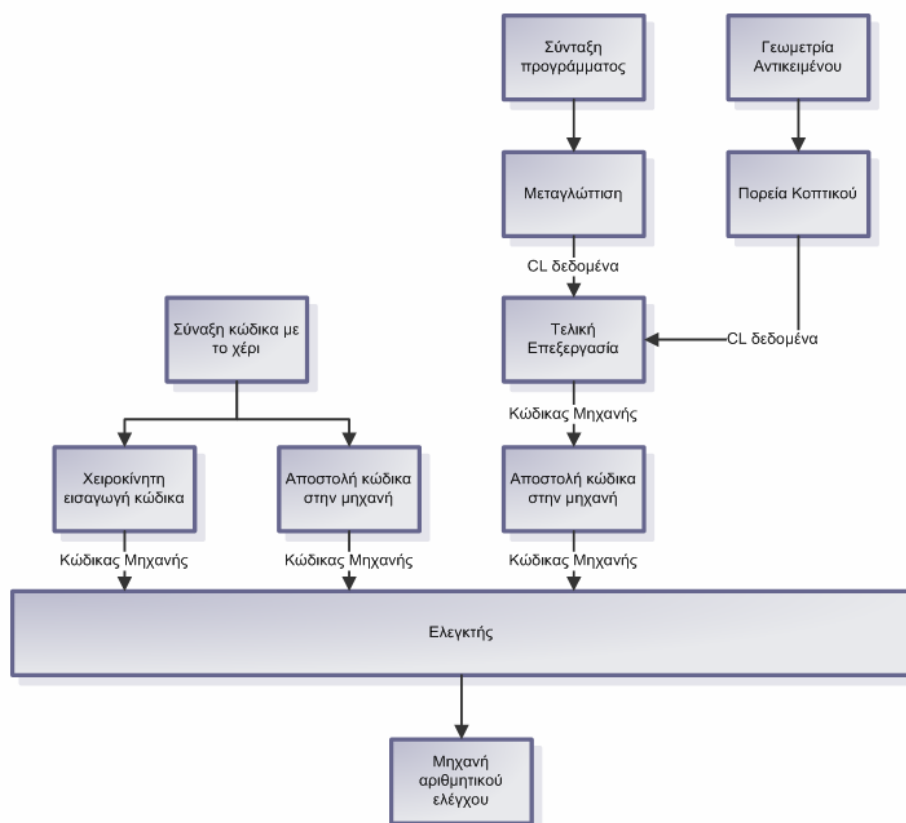 Σύνταξη
προγράμματος
Γεωμετρία
Αντικειμένου
Μεταγλώττιση
Πορεία Κοπτικού
CL δεδομένα
Σύναξη κώδικα με
το χέρι
Τελική
Επεξεργασία
CL δεδομένα
Κώδικας Μηχανής
Χειροκίνητη
εισαγωγή κώδικα
Αποστολή κώδικα
στην μηχανή
Αποστολή κώδικα
στην μηχανή
Κώδικας Μηχανής
Κώδικας Μηχανής
Κώδικας Μηχανής
Ελεγκτής
Μηχανή
αριθμητικού
ελέγχου